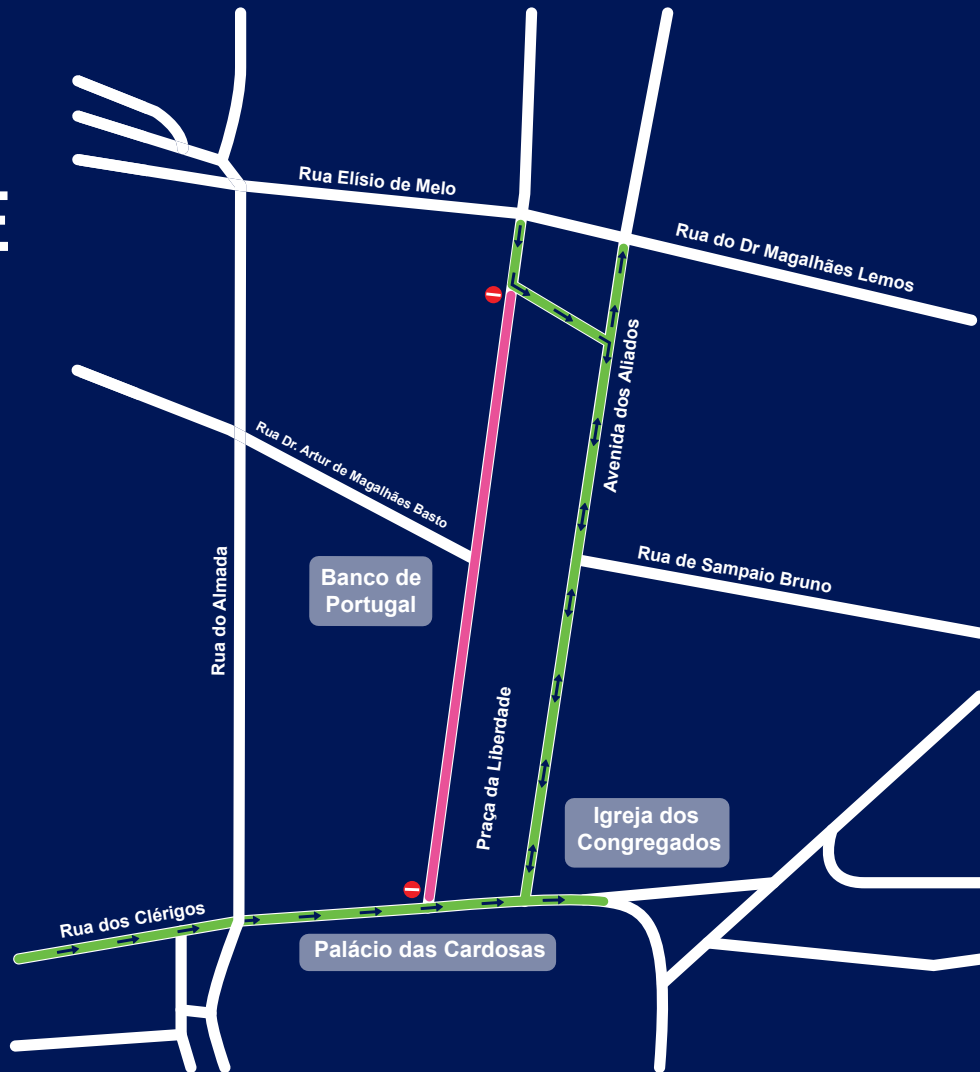 Rua Elísio de Melo
Rua do Dr Magalhães Lemos
Avenida dos Aliados
Rua Dr. Artur de Magalhães Basto
Rua do Almada
Banco de
Portugal
Rua de Sampaio Bruno
Praça da Liberdade
Igreja dos
Congregados
Rua dos Clérigos
Palácio das Cardosas